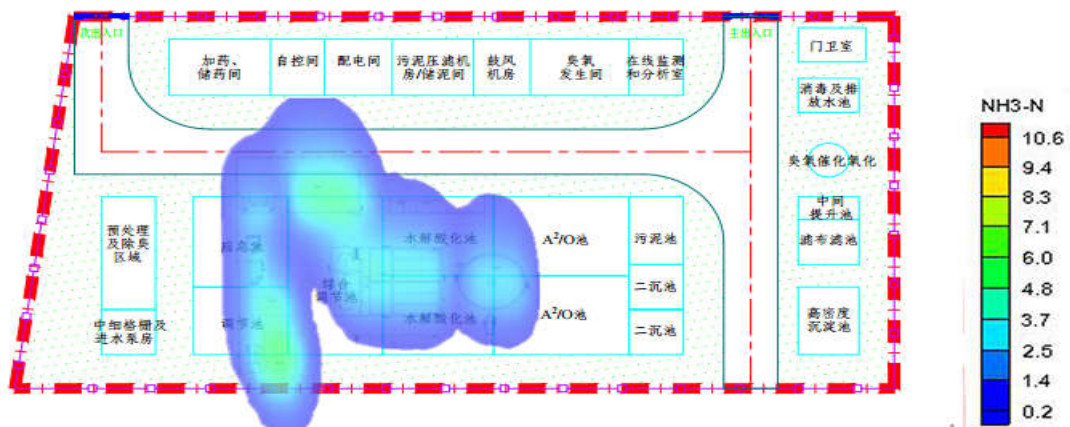 次出入口
主出入口
加药、
储药间
自控间
配电间
污泥压滤机
房/储泥间
鼓风
机房
臭氧
发生间
在线监测
和分析室
门卫室
消毒及排
放水池
臭氧催化氧化
中间
提升池
滤布滤池
高密度
沉淀池
预处理
及除臭
区域
中细格栅及
进水泵房
调节池
综合
调节池
水解酸化池
水解酸化池
A²/O池
A²/O池
污泥池
二沉池
二沉池
NH3-N
10.6
9.4
8.3
7.1
6.0
4.8
3.7
2.5
1.4
0.2